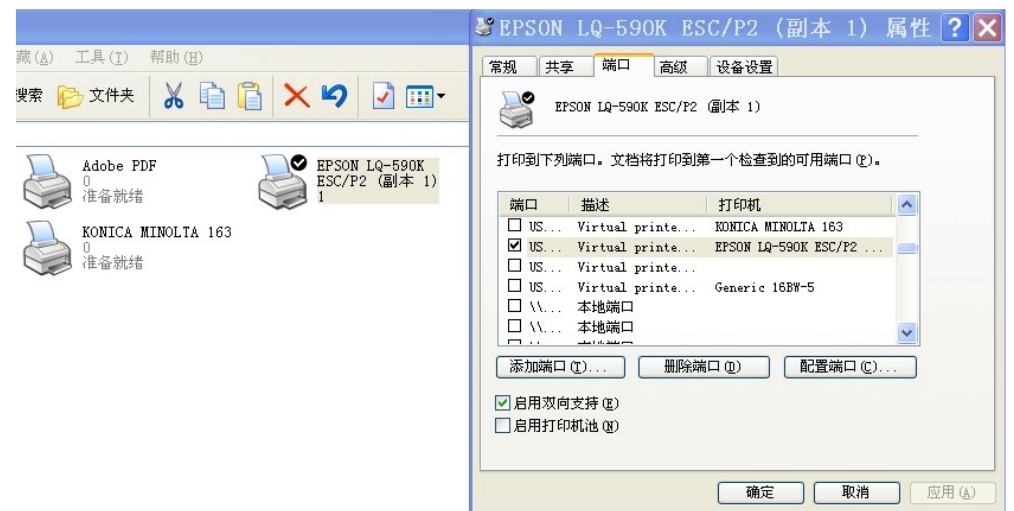 EPSON LQ-590K ESC/P2 (副本 1) 属性
藏(A) 工具(T) 帮助(H)
搜索 文件夹
Adobe PDF
0
准备就绪
EPSON LQ-590K
ESC/P2 (副本 1)
1
KONICA MINOLTA 163
0
准备就绪
常规 共享 端口 高级 设备设置
EPSON LQ-590K ESC/P2 (副本 1)
打印到下列端口。文档将打印到第一个检查到的可用端口(P)。
端口 描述 打印机
US... Virtual printe... KONICA MINOLTA 163
US... Virtual printe... EPSON LQ-590K ESC/P2 ...
US... Virtual printe...
US... Virtual printe... Generic 16BW-5
\\... 本地端口
\\... 本地端口
添加端口(T)... 删除端口(D) 配置端口(C)...
启用双向支持(E)
启用打印机池(N)
确定 取消 应用(A)